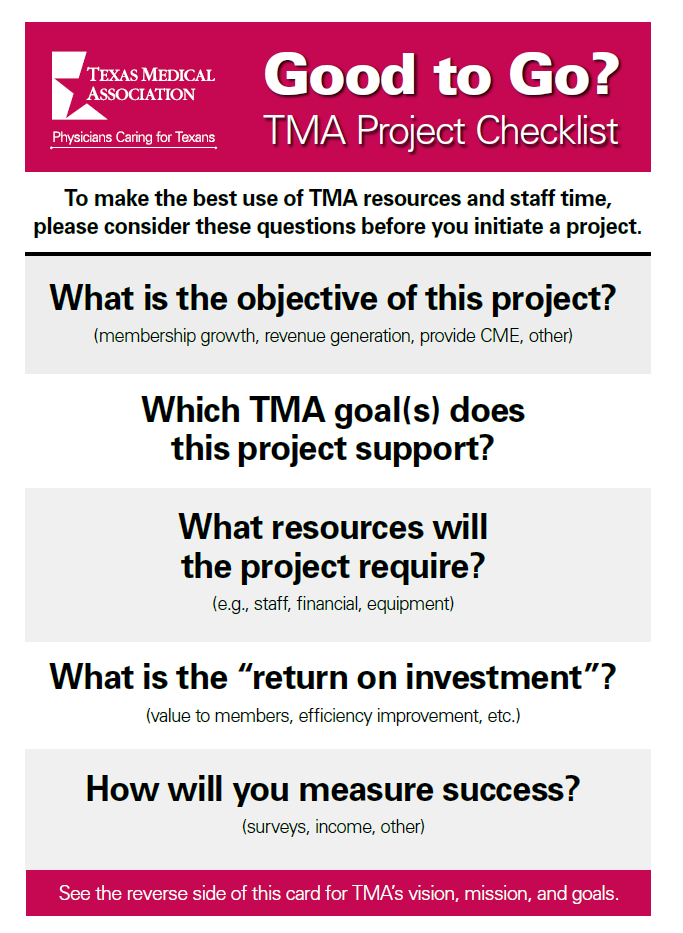 TEXAS MEDICAL
ASSOCIATION
Physicians Caring for Texans
Good to Go?
TMA Project Checklist
To make the best use of TMA resources and staff time,
please consider these questions before you initiate a project.
What is the objective of this project?
(membership growth, revenue generation, provide CME, other)
Which TMA goal(s) does
this project support?
What resources will
the project require?
(e.g., staff, financial, equipment)
What is the “return on investment”?
(value to members, efficiency improvement, etc.)
How will you measure success?
(surveys, income, other)
See the reverse side of this card for TMA’s vision, mission, and goals.